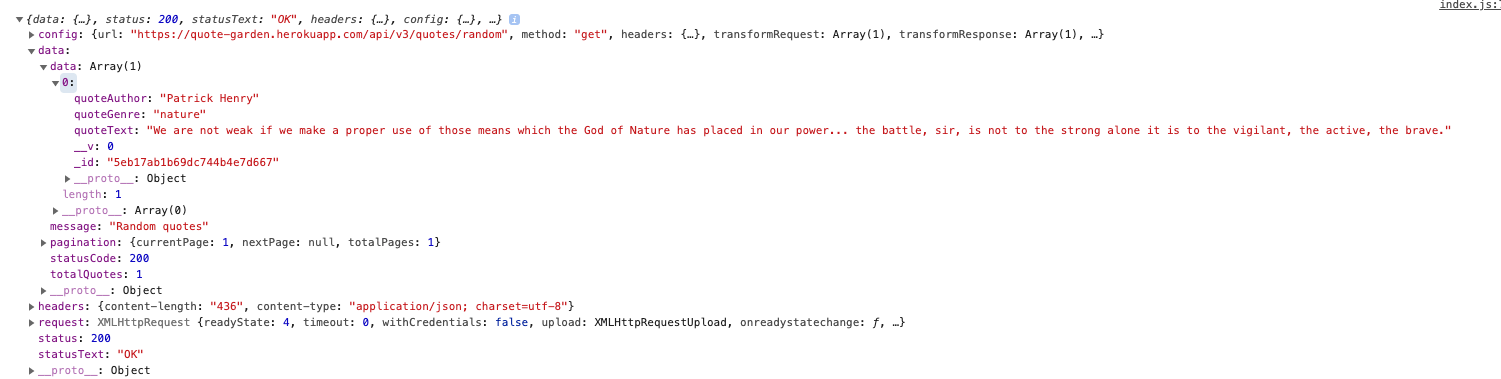 index.js:
{data: {…}, status: 200, statusText: "OK", headers: {…}, config: {…}, …} i
config: {url: "https://quote-garden.herokuapp.com/api/v3/quotes/random", method: "get", headers: {…}, transformRequest: Array(1), transformResponse: Array(1), …}
data:
data: Array(1)
0:
quoteAuthor: "Patrick Henry"
quoteGenre: "nature"
quoteText: "We are not weak if we make a proper use of those means which the God of Nature has placed in our power... the battle, sir, is not to the strong alone it is to the vigilant, the active, the brave."
__v: 0
_id: "5eb17ab1b69dc744b4e7d667"
__proto__: Object
length: 1
__proto__: Array(0)
message: "Random quotes"
pagination: {currentPage: 1, nextPage: null, totalPages: 1}
statusCode: 200
totalQuotes: 1
__proto__: Object
headers: {content-length: "436", content-type: "application/json; charset=utf-8"}
request: XMLHttpRequest {readyState: 4, timeout: 0, withCredentials: false, upload: XMLHttpRequestUpload, onreadystatechange: ƒ, …}
status: 200
statusText: "OK"
__proto__: Object